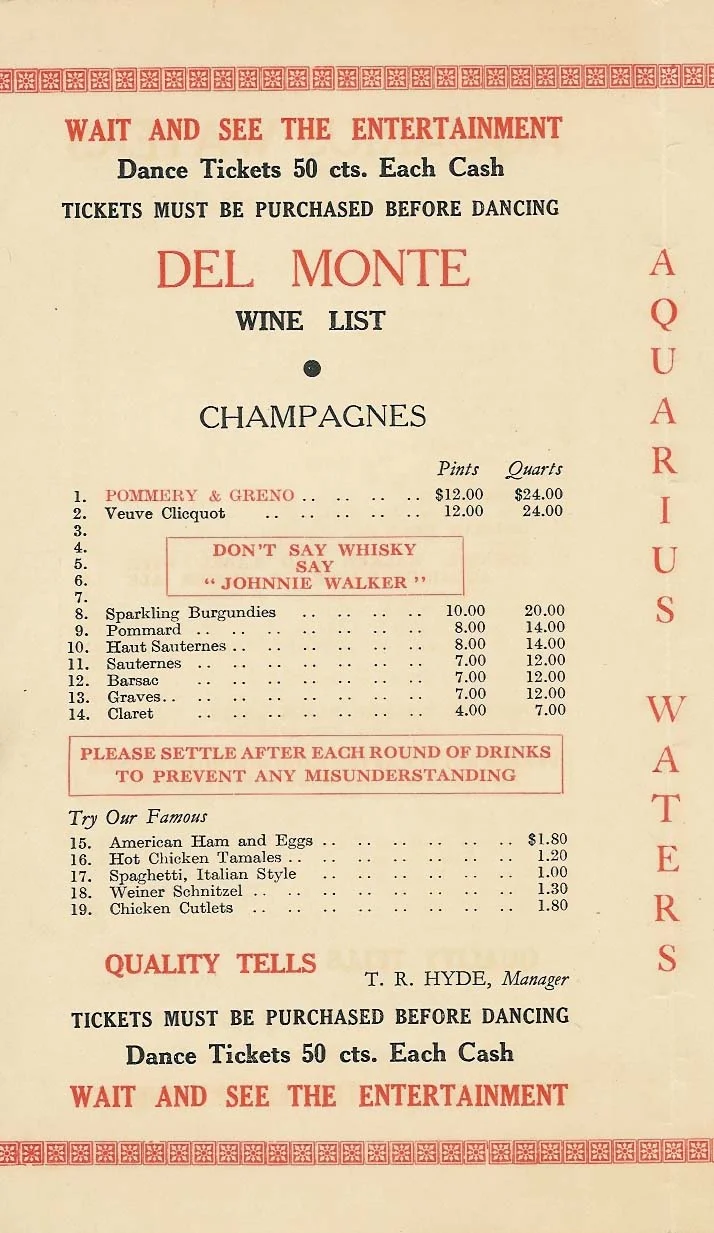 WAIT AND SEE THE ENTERTAINMENT
Dance Tickets 50 cts. Each Cash
TICKETS MUST BE PURCHASED BEFORE DANCING
DEL MONTE
WINE LIST
CHAMPAGNES
Pints Quarts
1. POMMERY & GRENO .. .. .. .. $12.00 $24.00
2. Veuve Clicquot .. .. .. .. .. 12.00 24.00
3.
4. DON'T SAY WHISKY
5. SAY
6. “ JOHNNIE WALKER ”
7.
8. Sparkling Burgundies .. .. .. .. 10.00 20.00
9. Pommard .. .. .. .. .. .. .. 8.00 14.00
10. Haut Sauternes .. .. .. .. .. .. 8.00 14.00
11. Sauternes .. .. .. .. .. .. .. 7.00 12.00
12. Barsac .. .. .. .. .. .. .. 7.00 12.00
13. Graves .. .. .. .. .. .. .. .. 7.00 12.00
14. Claret .. .. .. .. .. .. .. 4.00 7.00
PLEASE SETTLE AFTER EACH ROUND OF DRINKS
TO PREVENT ANY MISUNDERSTANDING
Try Our Famous
15. American Ham and Eggs .. .. .. .. .. .. $1.80
16. Hot Chicken Tamales .. .. .. .. .. .. .. 1.20
17. Spaghetti, Italian Style .. .. .. .. .. .. 1.00
18. Weiner Schnitzel .. .. .. .. .. .. .. .. 1.30
19. Chicken Cutlets .. .. .. .. .. .. .. .. 1.80
QUALITY TELLS
T. R. HYDE, Manager
TICKETS MUST BE PURCHASED BEFORE DANCING
Dance Tickets 50 cts. Each Cash
WAIT AND SEE THE ENTERTAINMENT
AQUARIUS WATERS